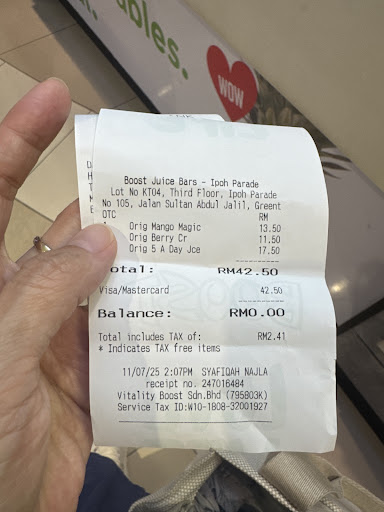 ables.
WOW
Boost Juice Bars - Ipoh Parade
Lot No KT04, Third Floor, Ipoh Parade
No 105, Jalan Sultan Abdul Jalil, Greent
OTC RM
Orig Mango Magic 13.50
Orig Berry Cr 11.50
Orig 5 A Day Jce 17.50
Total: RM42.50
Visa/Mastercard 42.50
Balance: RM0.00
Total includes TAX of: RM2.41
* Indicates TAX free items
11/07/25 2:07PM SYAFIQAH NAJLA
receipt no. 247016484
Vitality Boost Sdn.Bhd (795803K)
Service Tax ID:W10-1808-32001927